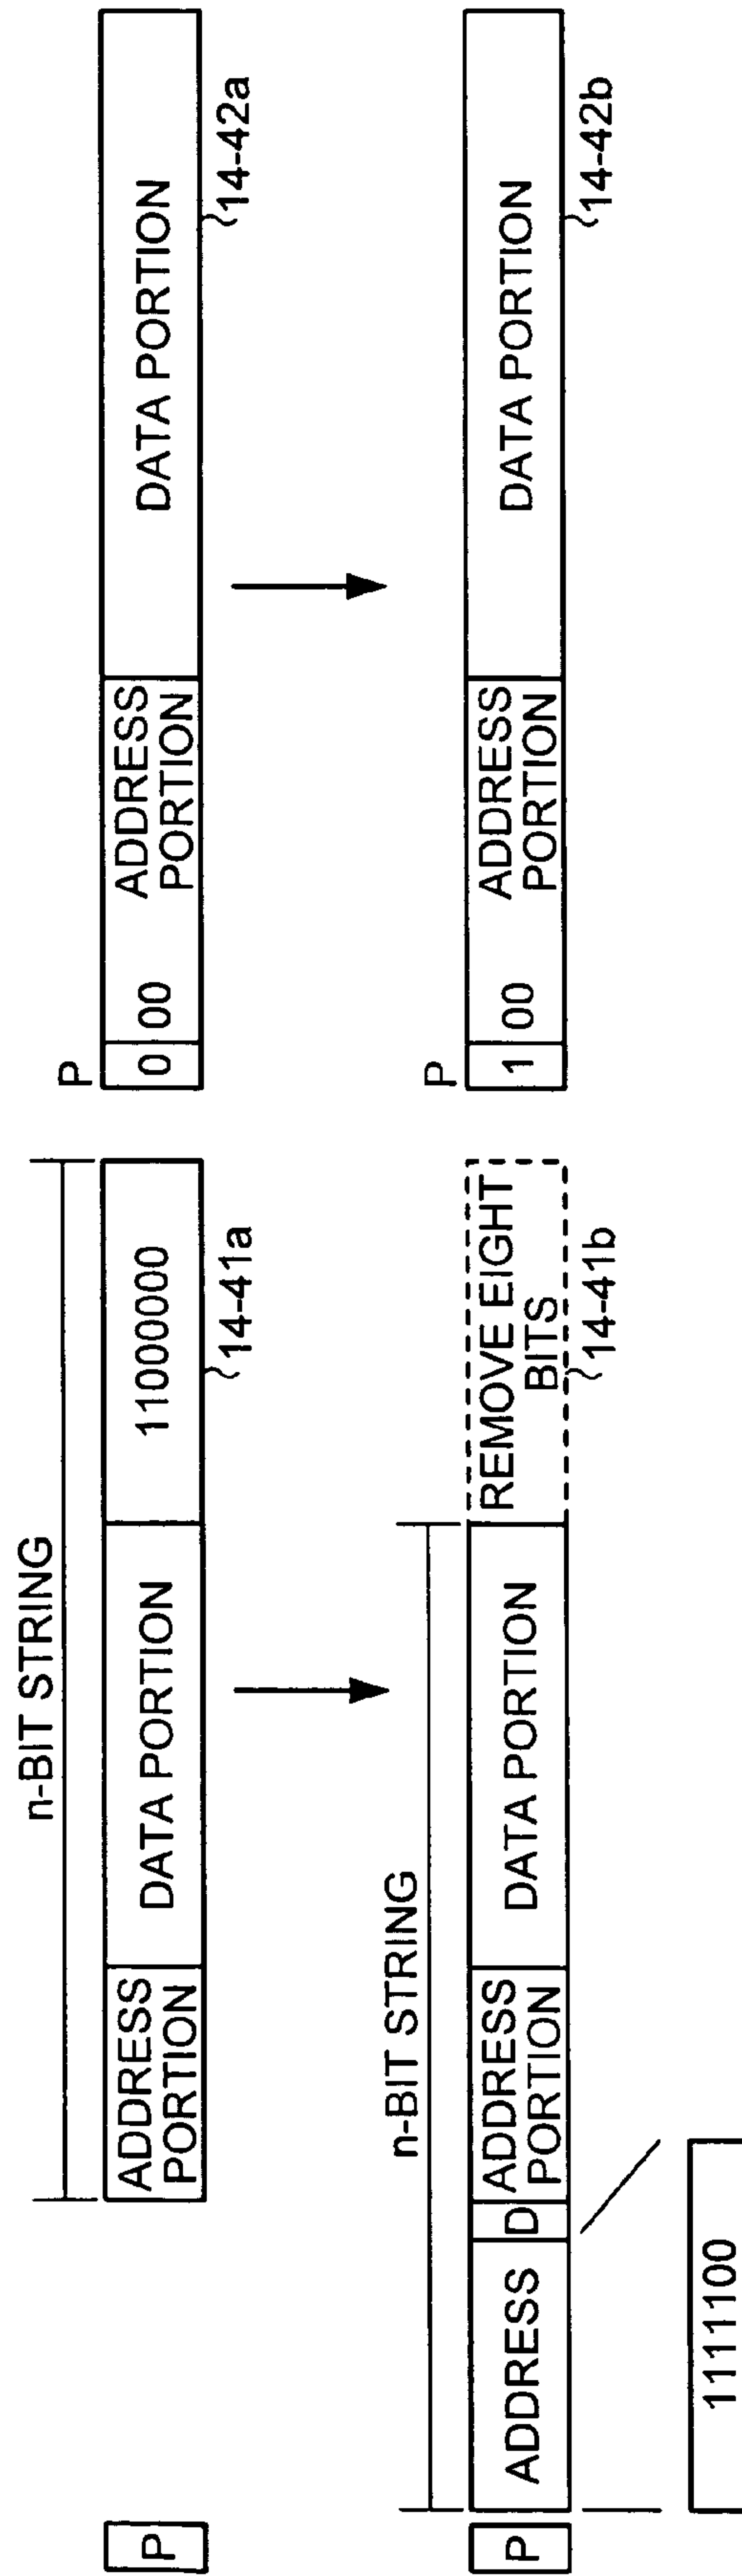 n-BIT STRING
P
ADDRESS
PORTION
DATA PORTION
11000000
14-41a
n-BIT STRING
P
ADDRESS
D
ADDRESS
PORTION
DATA PORTION
REMOVE EIGHT
BITS
14-41b
1111100
P
0
00
ADDRESS
PORTION
DATA PORTION
14-42a
P
1
00
ADDRESS
PORTION
DATA PORTION
14-42b